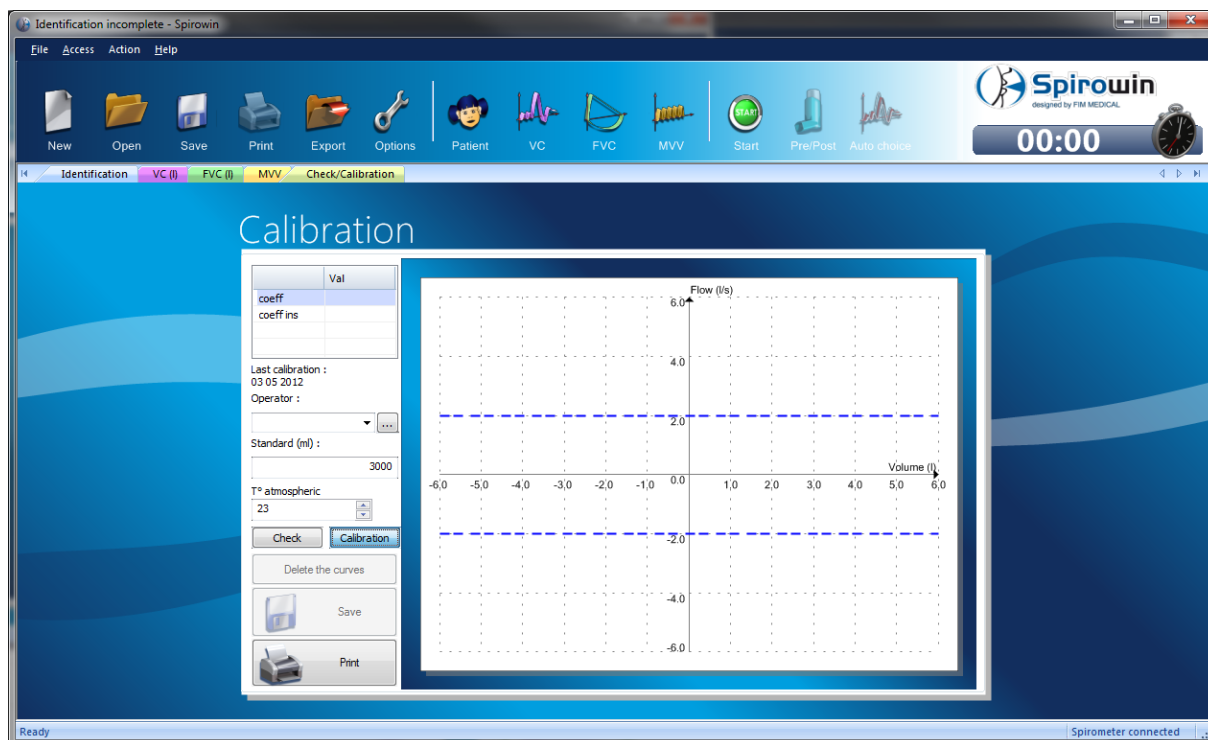 Identification incomplete - Spirowin
File Access Action Help
New Open Save Print Export Options Patient VC FVC MVV Start Pre/Post Auto choice
START
Spirowin
designed by FIM MEDICAL
00:00
Identification VC (l) FVC (l) MVV Check/Calibration
Calibration
Val
coeff
coeff ins
Last calibration :
03 05 2012
Operator :
...
Standard (ml) :
3000
T° atmospheric
23
Check Calibration
Delete the curves
Save
Print
Flow (l/s)
6.0
4.0
2.0
Volume (l)
-6,0 -5,0 -4,0 -3,0 -2,0 -1,0 0.0 1,0 2,0 3,0 4,0 5,0 6,0
-2.0
-4.0
-6.0
Ready Spirometer connected